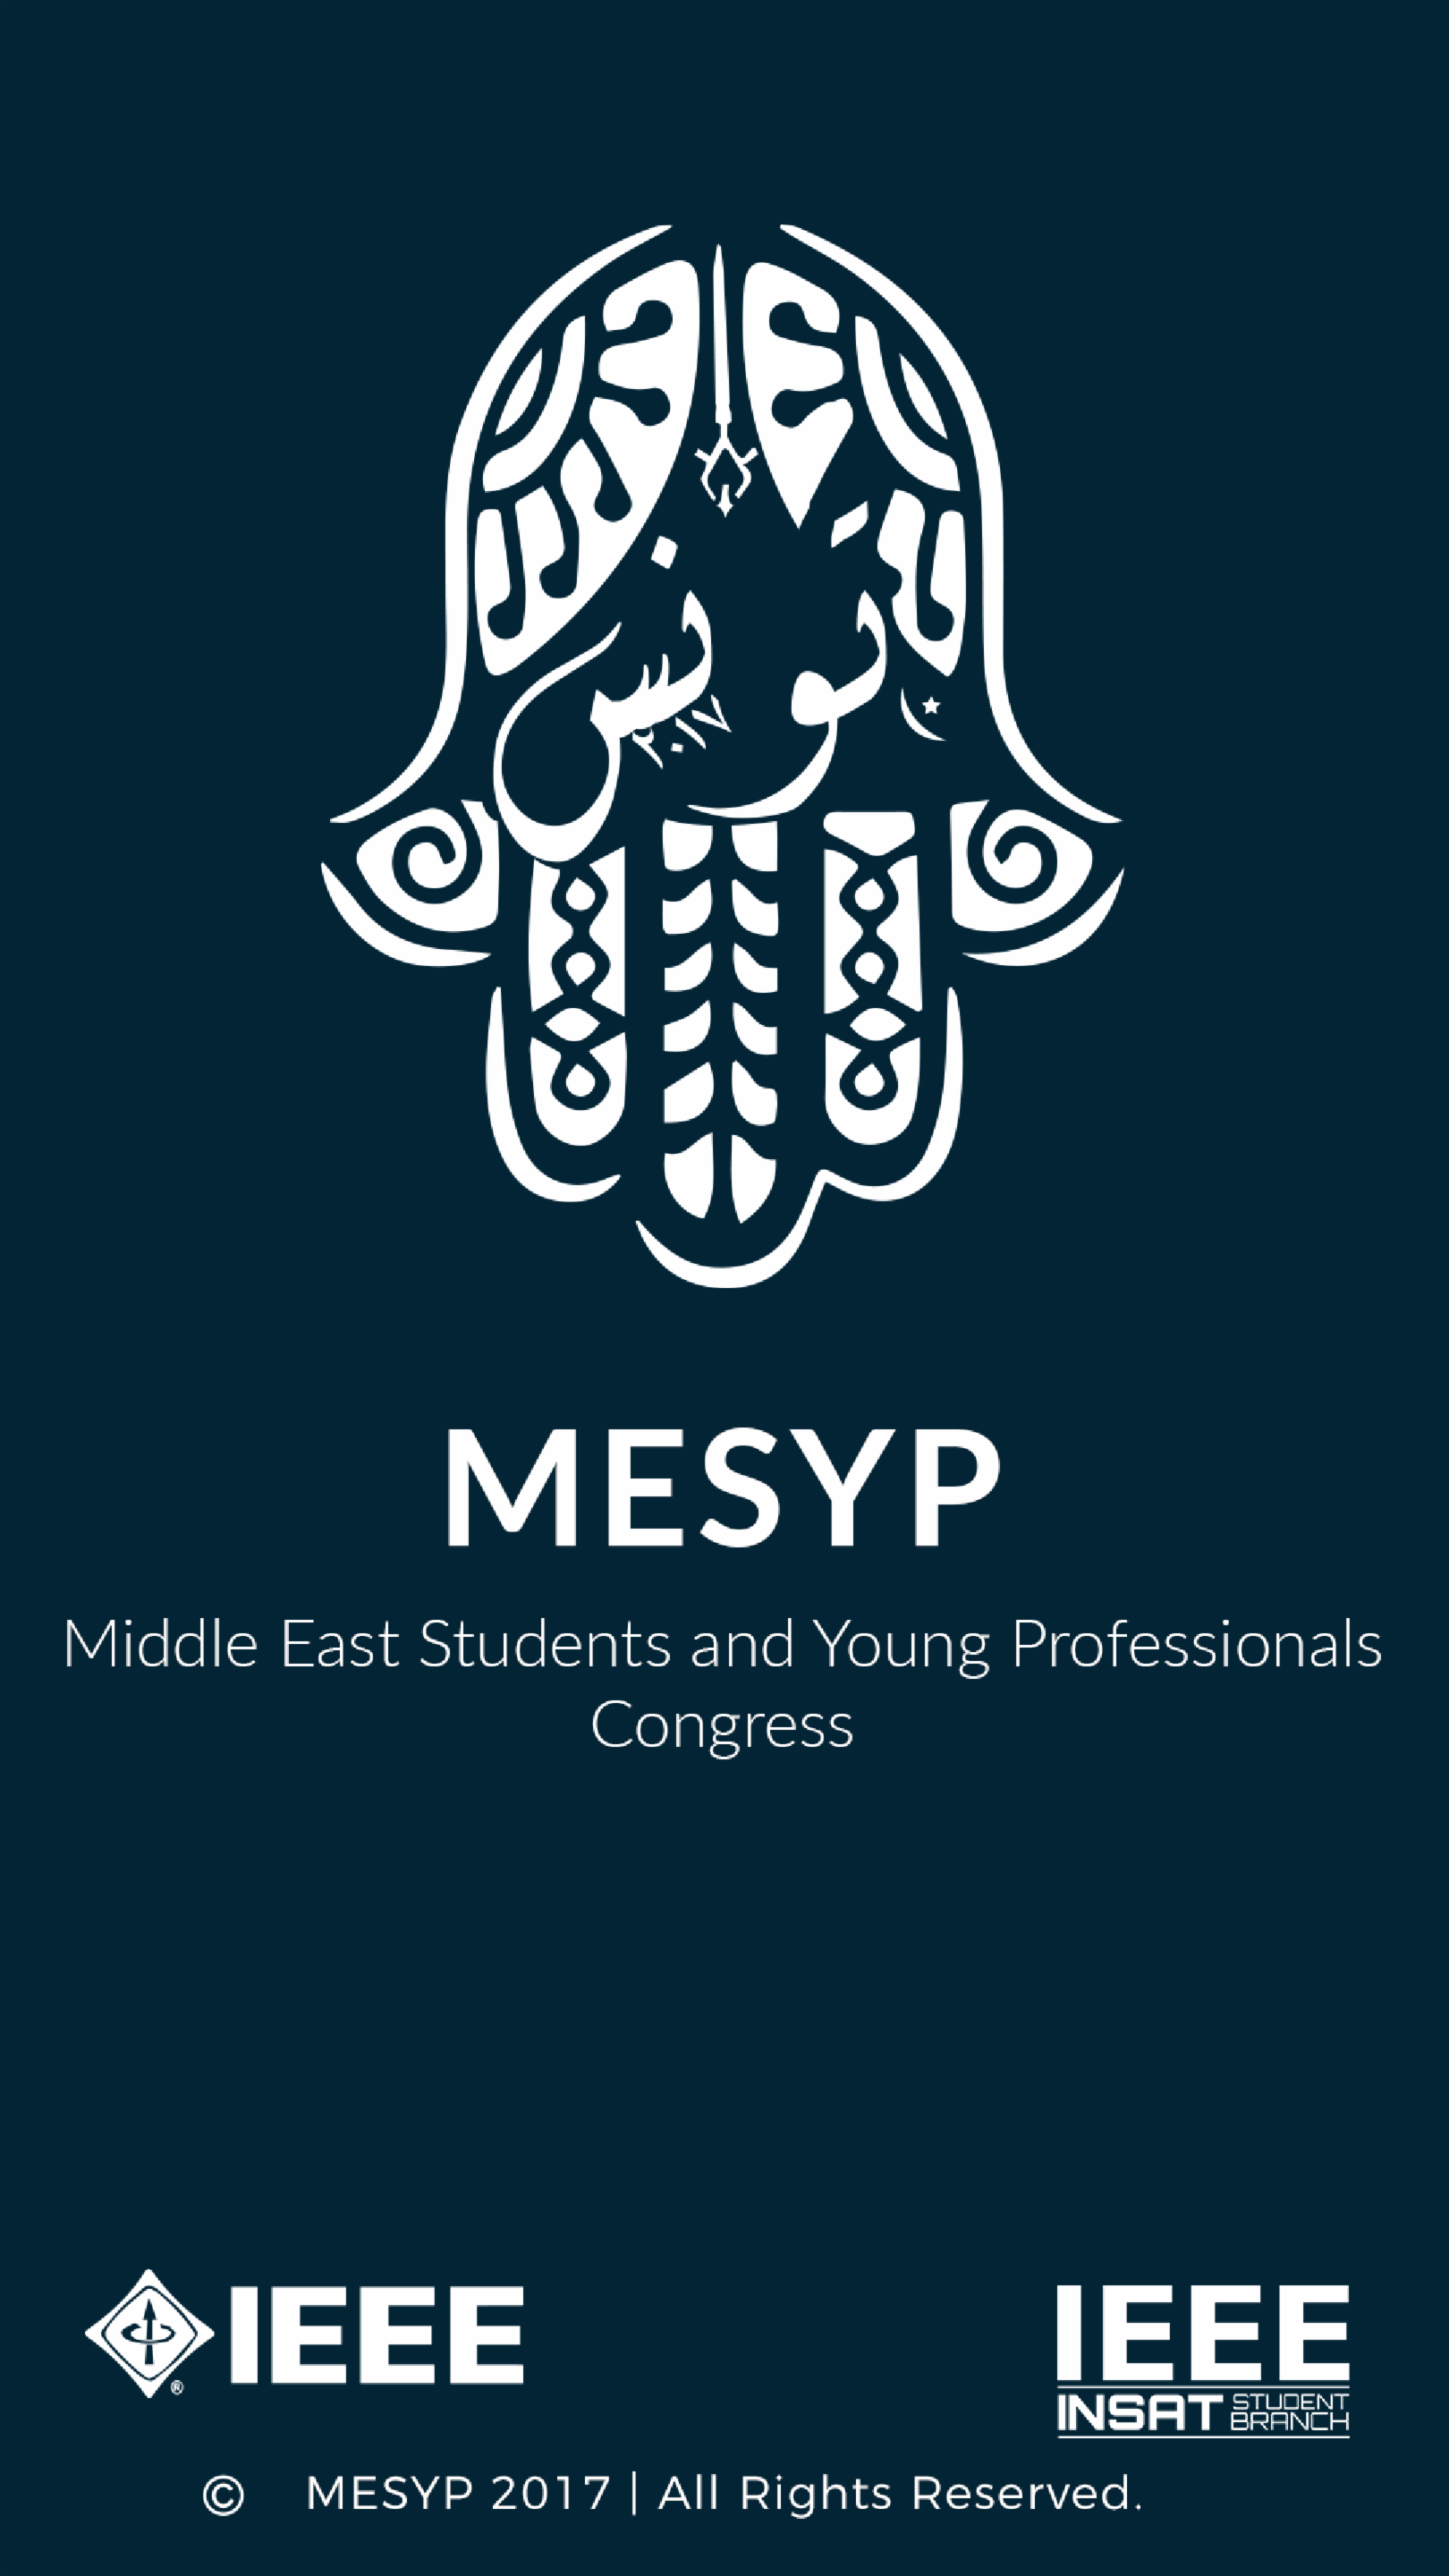 تونس
٢٠١٧
MESYP
Middle East Students and Young Professionals
Congress
IEEE
®
IEEE
INSAT STUDENT BRANCH
© MESYP 2017 | All Rights Reserved.